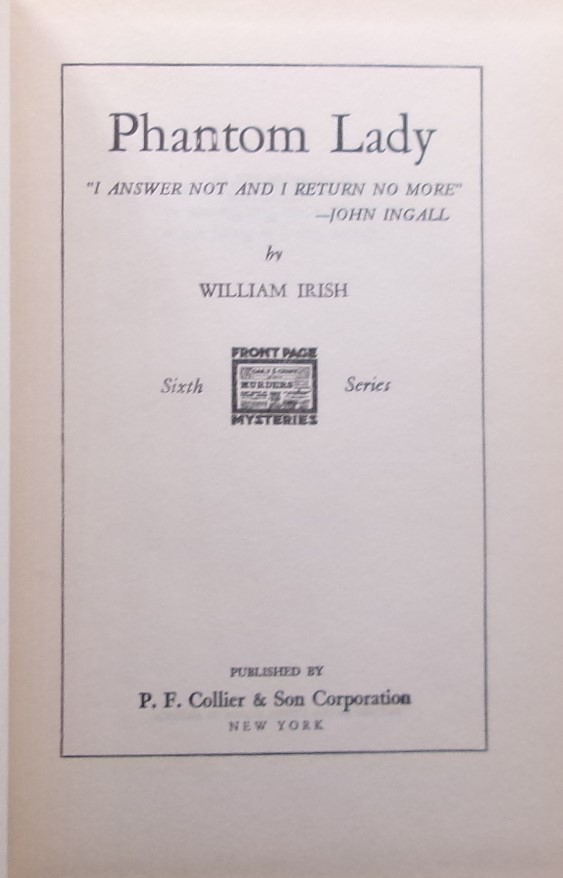 Phantom Lady
"I ANSWER NOT AND I RETURN NO MORE"
—JOHN INGALL
by
WILLIAM IRISH
FRONT PAGE
Sixth
MURDERS
Series
MYSTERIES
PUBLISHED BY
P. F. Collier & Son Corporation
NEW YORK